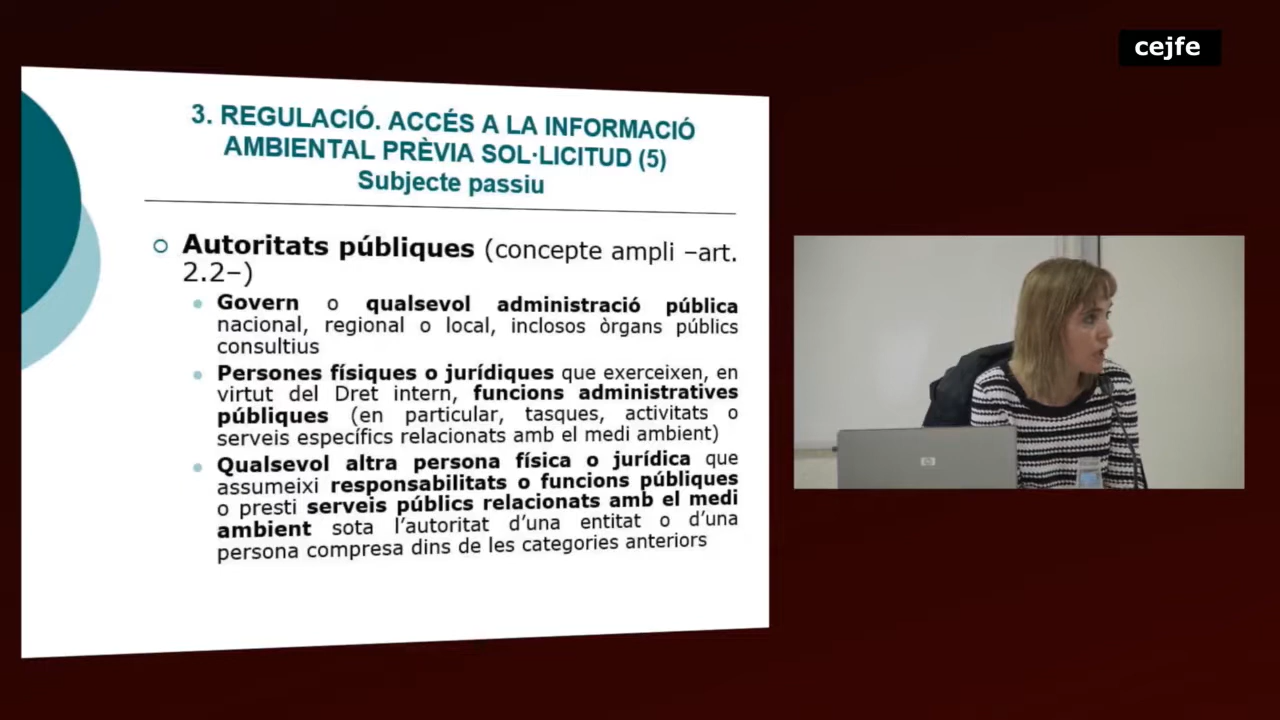 cejfe
3. REGULACIÓ. ACCÉS A LA INFORMACIÓ
AMBIENTAL PRÈVIA SOL·LICITUD (5)
Subjecte passiu
Autoritats públiques (concepte ampli –art.
2.2–)
Govern o qualsevol administració pública
nacional, regional o local, inclosos òrgans públics
consultius
Persones físiques o jurídiques que exerceixen, en
virtut del Dret intern, funcions administratives
públiques (en particular, tasques, activitats o
serveis específics relacionats amb el medi ambient)
Qualsevol altra persona física o jurídica que
assumeixi responsabilitats o funcions públiques
o presti serveis públics relacionats amb el medi
ambient sota l’autoritat d’una entitat o d’una
persona compresa dins de les categories anteriors
hp